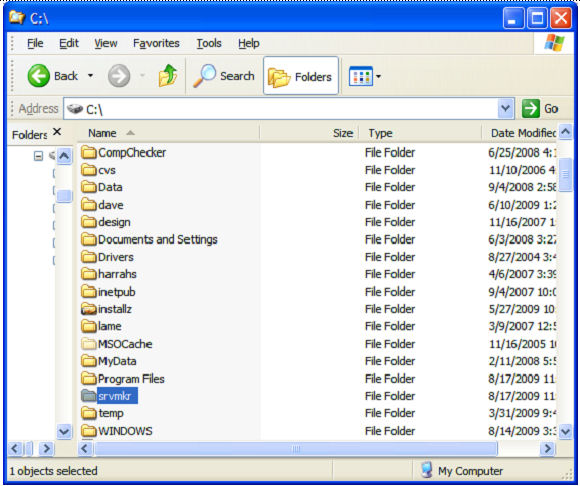 C:\
File Edit View Favorites Tools Help
Back Search Folders
Address C:\ Go
Folders Name Size Type Date Modified
CompChecker File Folder 6/25/2008 4:1
cvs File Folder 11/10/2006 4
Data File Folder 9/4/2008 2:58
dave File Folder 6/10/2009 1:2
design File Folder 11/16/2007 1
Documents and Settings File Folder 6/3/2008 3:27
Drivers File Folder 8/27/2004 3:4
harrahs File Folder 4/6/2007 3:39
inetpub File Folder 9/4/2007 10:0
installz File Folder 5/27/2009 10
lame File Folder 3/9/2007 12:5
MSOCache File Folder 11/16/2005 10
MyData File Folder 2/11/2008 5:5
Program Files File Folder 8/17/2009 11
srvmkr File Folder 8/17/2009 11
temp File Folder 3/31/2009 9:4
WINDOWS File Folder 8/14/2009 3:3
1 objects selected My Computer